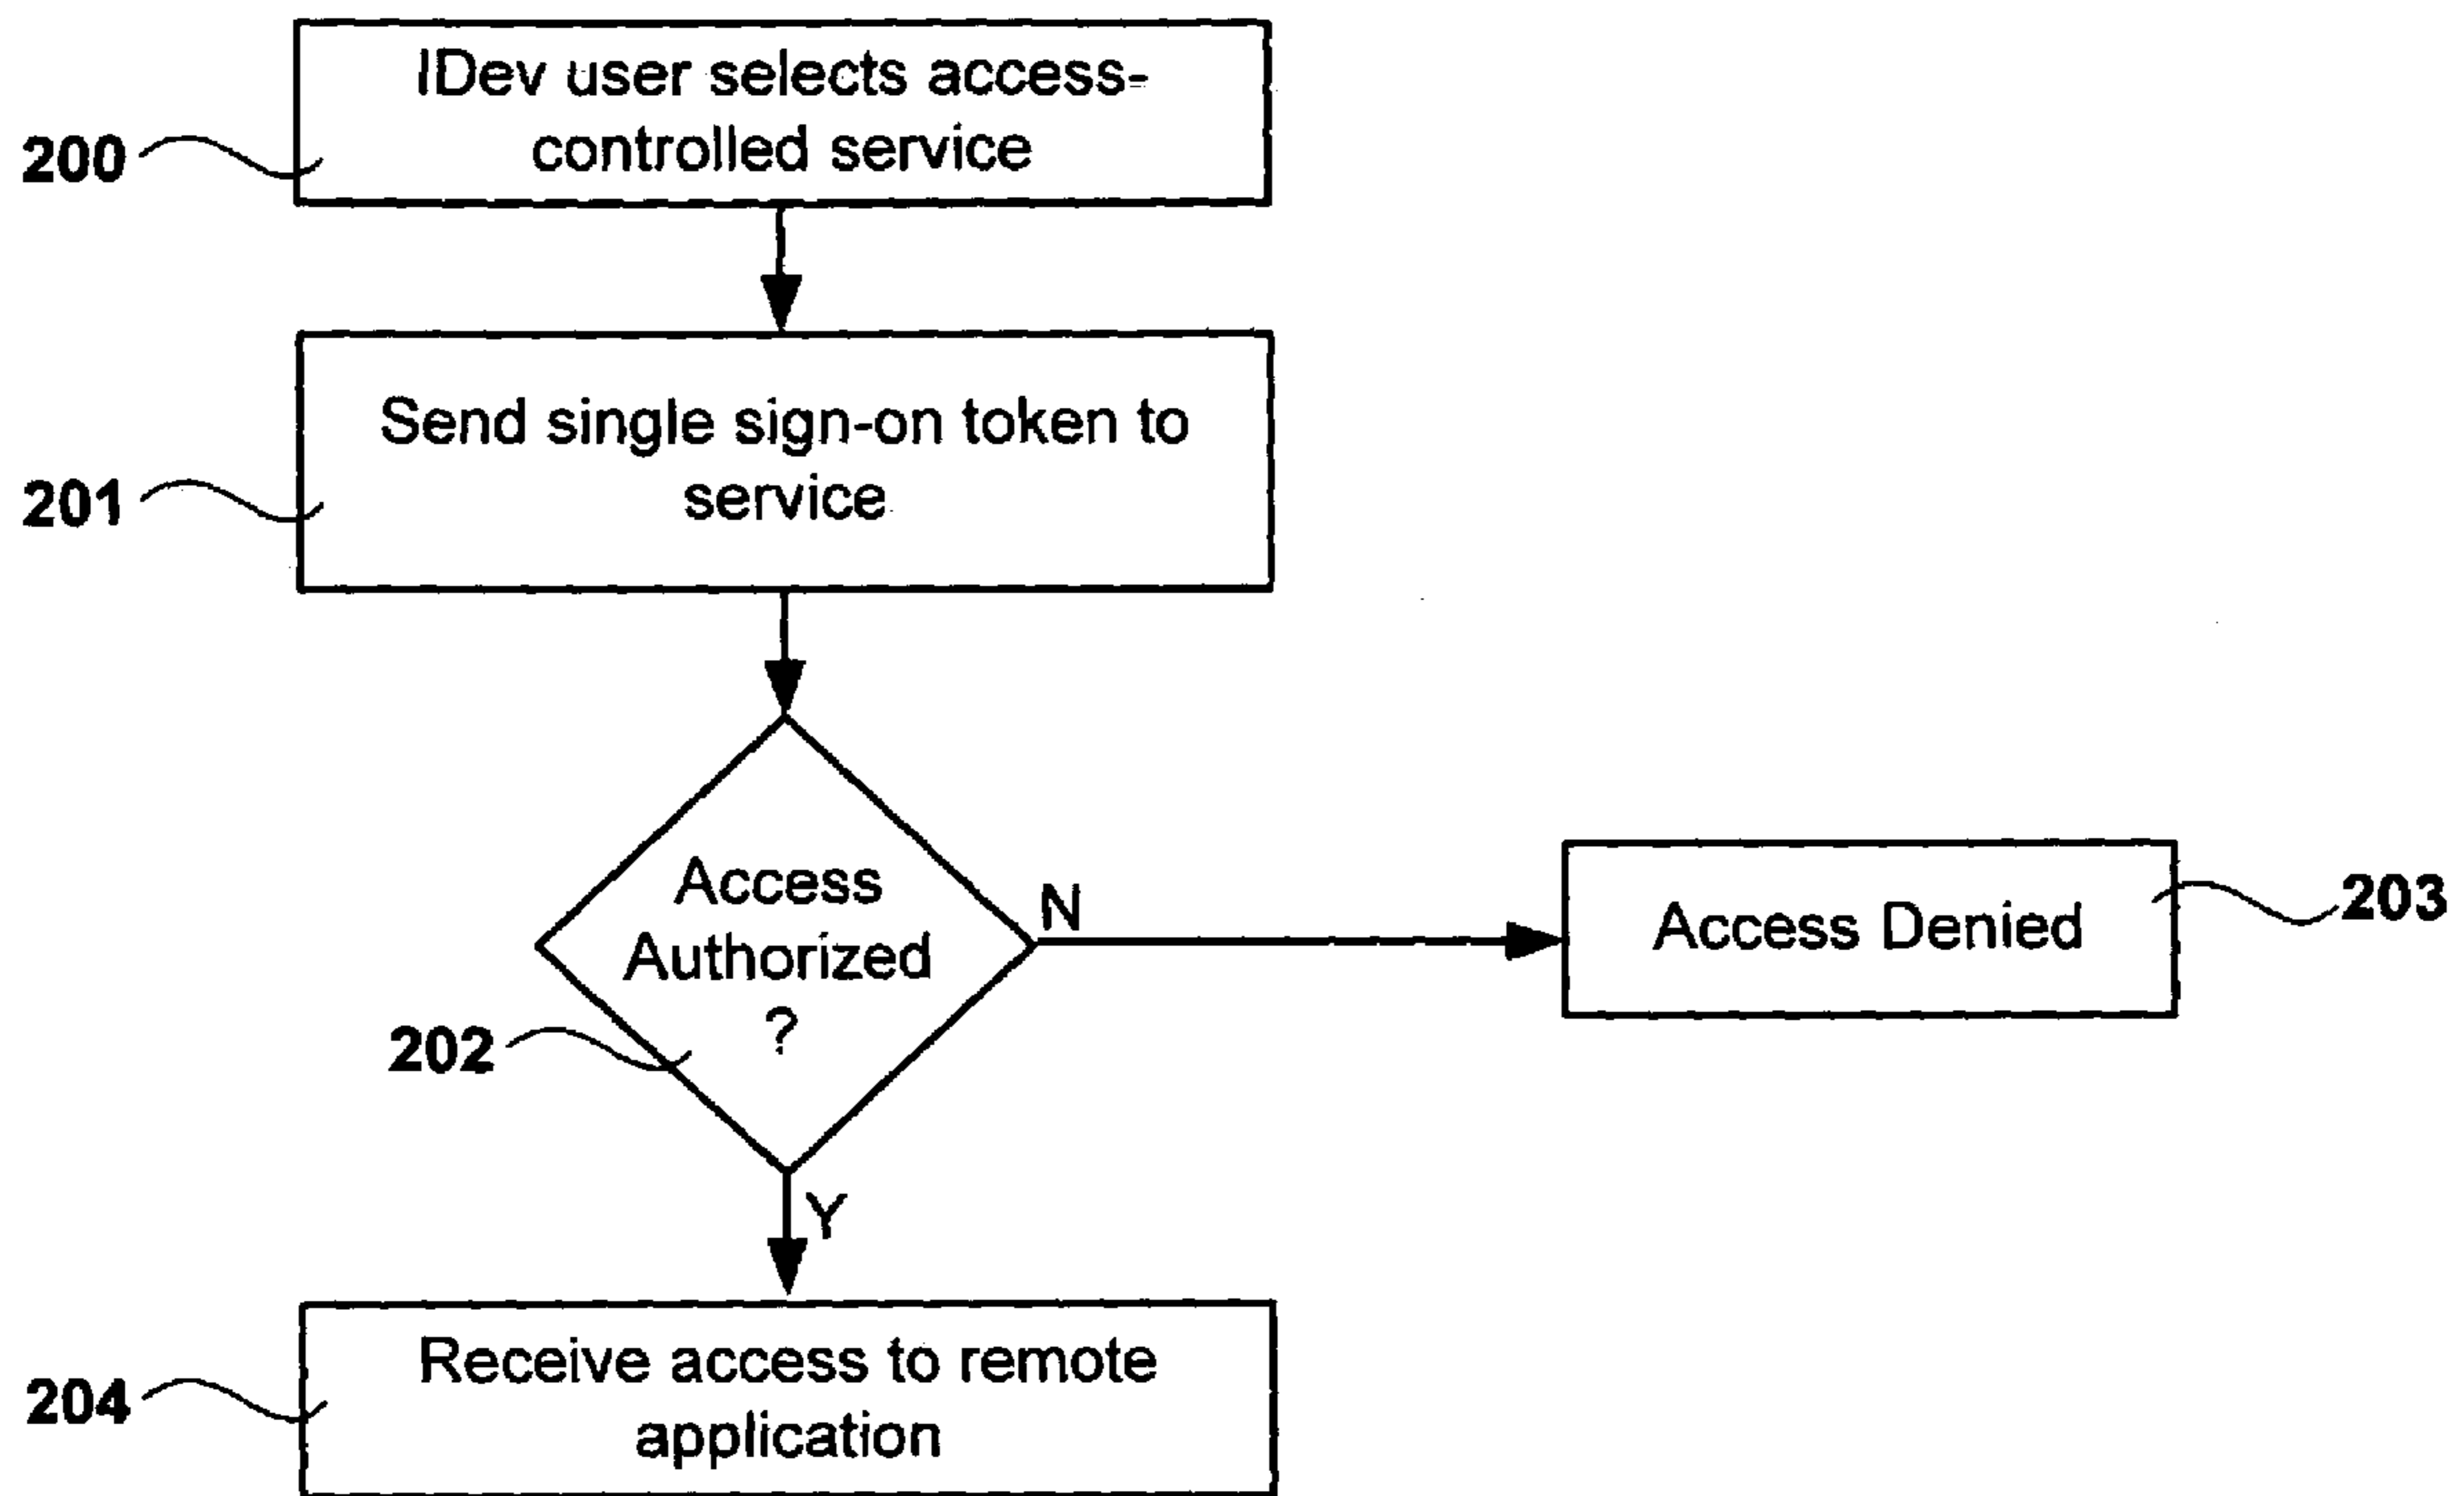 IDev user selects access-
controlled service
200
Send single sign-on token to
service
201
Access
Authorized
?
202
N
Access Denied
203
Y
Receive access to remote
application
204